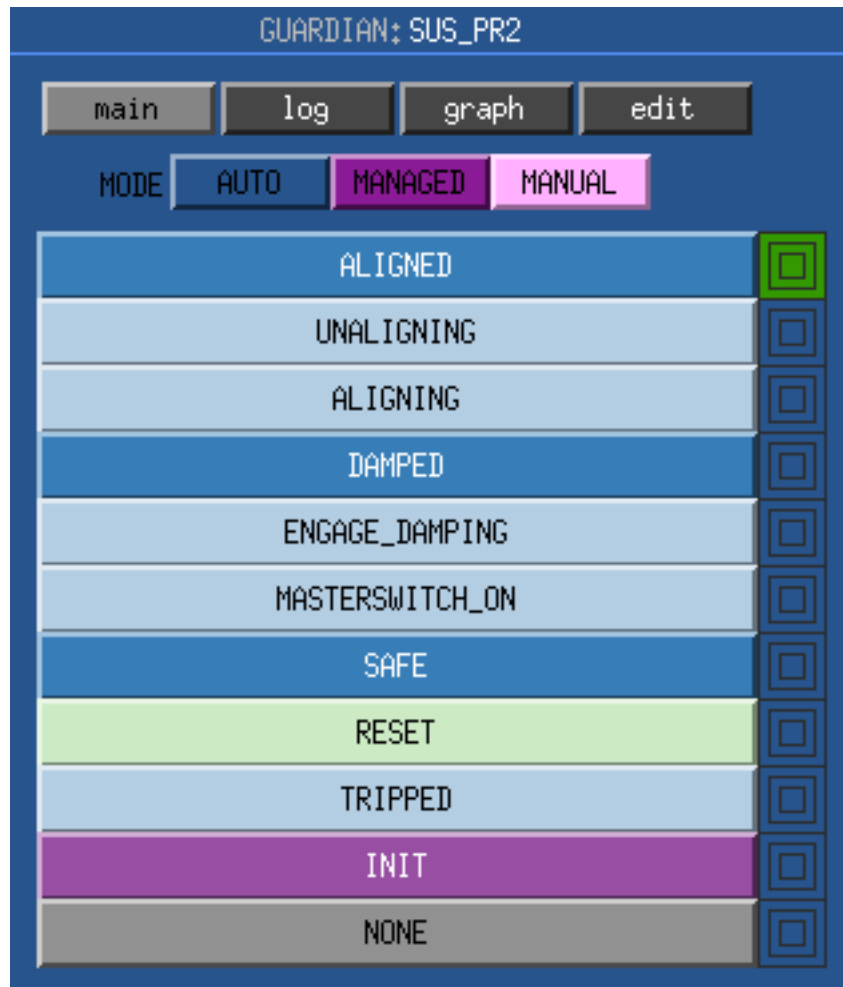 GUARDIAN: SUS_PR2
main log graph edit
MODE AUTO MANAGED MANUAL
ALIGNED
UNALIGNING
ALIGNING
DAMPED
ENGAGE_DAMPING
MASTERSWITCH_ON
SAFE
RESET
TRIPPED
INIT
NONE